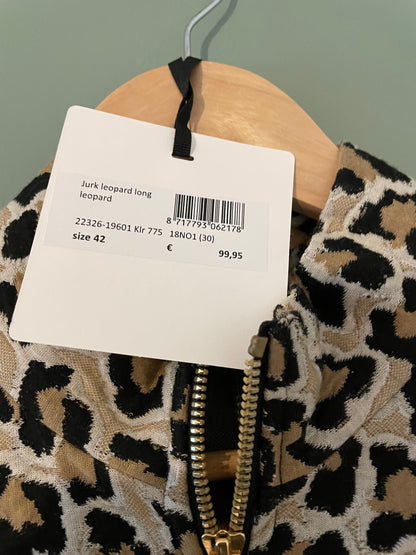 Jurk leopard long
leopard
8 717793 062178
22326-19601 Klr 775 18NO1 (30)
size 42 € 99,95